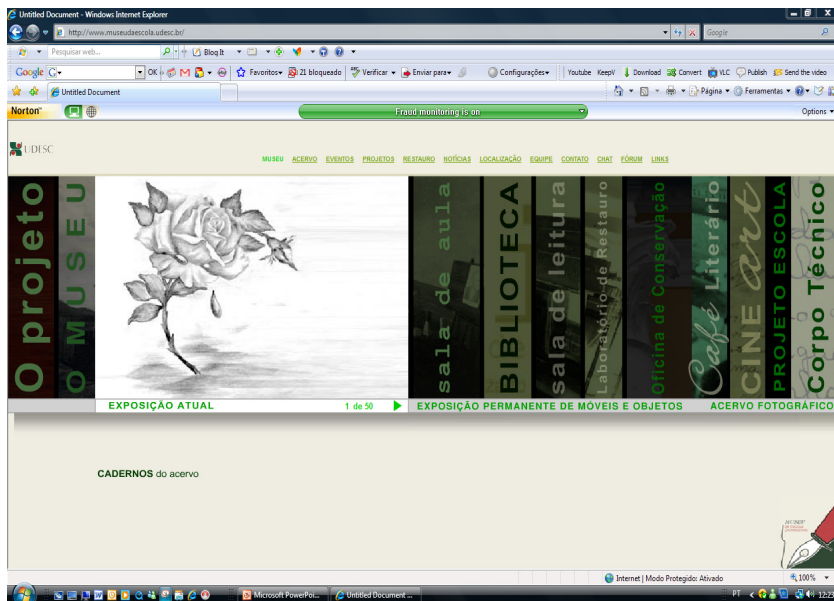 Untitled Document - Windows Internet Explorer
http://www.museudaescola.udesc.br/
Google
Pesquisar web...
Blog It
Google
G
OK
Favoritos
21 bloqueado
Verificar
Enviar para
Configurações
Youtube
KeepV
Download
Convert
VLC
Publish
Send the video
Untitled Document
Página
Ferramentas
Norton
Fraud monitoring is on
Options
UDESC
MUSEU ACERVO EVENTOS PROJETOS RESTAURO NOTÍCIAS LOCALIZAÇÃO EQUIPE CONTATO CHAT FÓRUM LINKS
O projeto
O MUSEU
sala de aula
BIBLIOTECA
sala de leitura
Laboratório de Restauro
Oficina de Conservação
Café Literário
CINE art
PROJETO ESCOLA
Corpo Técnico
EXPOSIÇÃO ATUAL
1 de 50
EXPOSIÇÃO PERMANENTE DE MÓVEIS E OBJETOS
ACERVO FOTOGRÁFICO
CADERNOS do acervo
Internet | Modo Protegido: Ativado
100%
Microsoft PowerPoi...
Untitled Document ...
PT
12:23